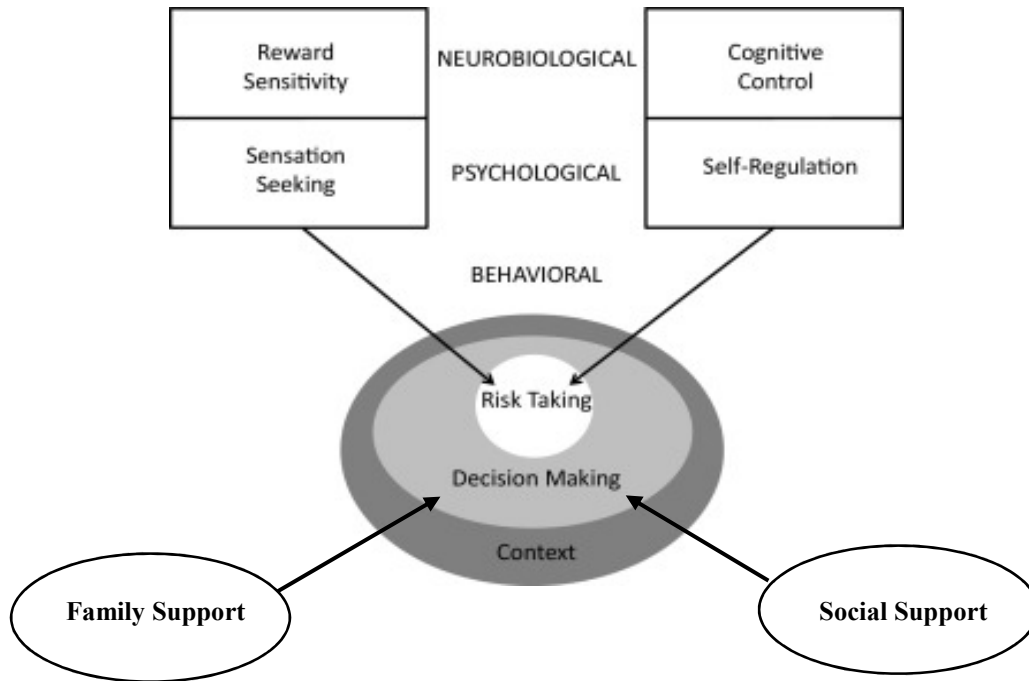 Reward
Sensitivity
NEUROBIOLOGICAL
Cognitive
Control
Sensation
Seeking
PSYCHOLOGICAL
Self-Regulation
BEHAVIORAL
Risk Taking
Decision Making
Context
Family Support
Social Support